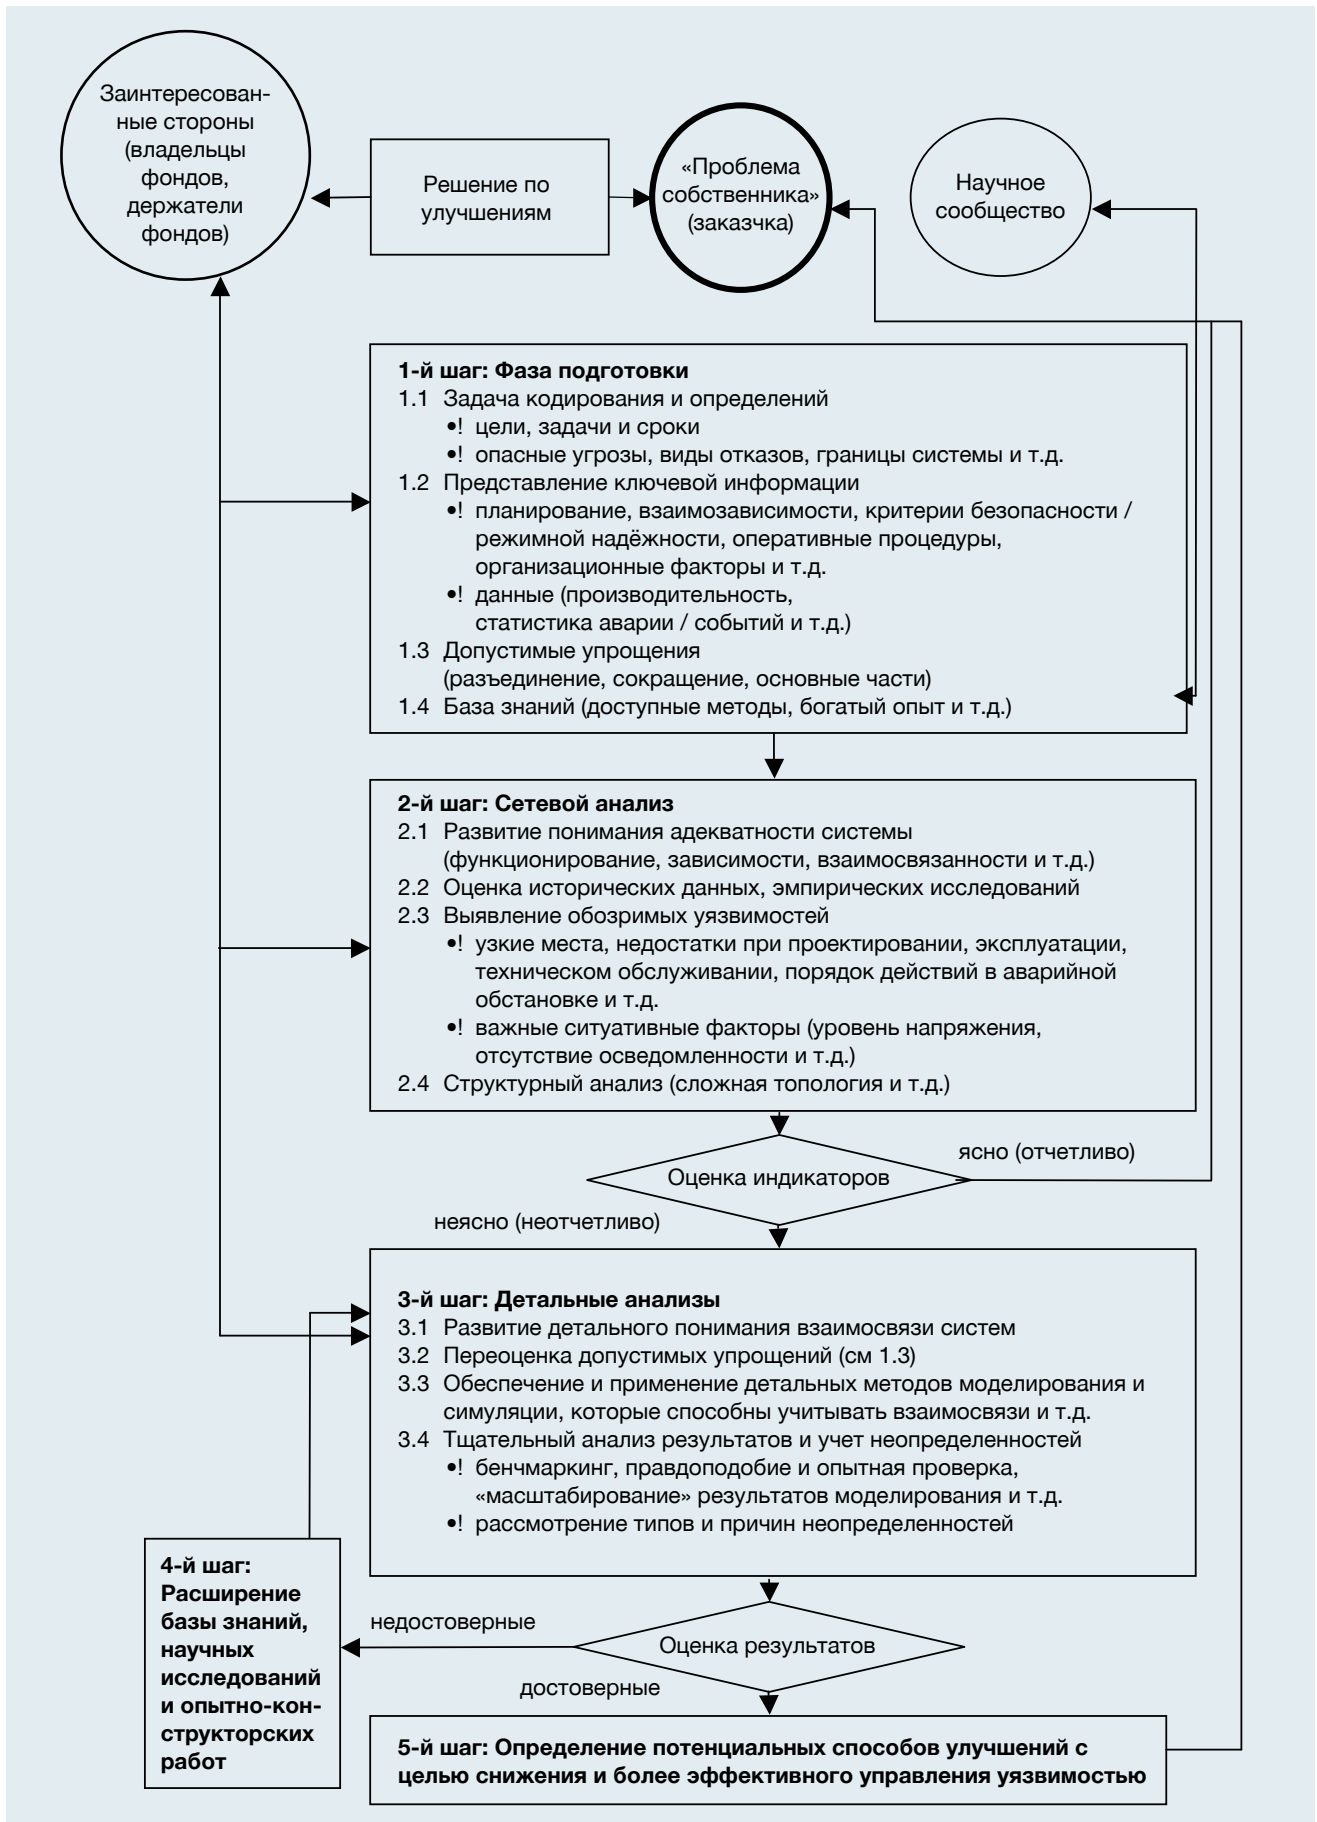 Заинтересован-
ные стороны
(владельцы
фондов,
держатели
фондов)
Решение по
улучшениям
«Проблема
собственника»
(заказчка)
Научное
сообщество
1-й шаг: Фаза подготовки
1.1 Задача кодирования и определений
•! цели, задачи и сроки
•! опасные угрозы, виды отказов, границы системы и т.д.
1.2 Представление ключевой информации
•! планирование, взаимозависимости, критерии безопасности /
режимной надёжности, оперативные процедуры,
организационные факторы и т.д.
•! данные (производительность,
статистика аварии / событий и т.д.)
1.3 Допустимые упрощения
(разъединение, сокращение, основные части)
1.4 База знаний (доступные методы, богатый опыт и т.д.)
2-й шаг: Сетевой анализ
2.1 Развитие понимания адекватности системы
(функционирование, зависимости, взаимосвязанности и т.д.)
2.2 Оценка исторических данных, эмпирических исследований
2.3 Выявление обозримых уязвимостей
•! узкие места, недостатки при проектировании, эксплуатации,
техническом обслуживании, порядок действий в аварийной
обстановке и т.д.
•! важные ситуативные факторы (уровень напряжения,
отсутствие осведомленности и т.д.)
2.4 Структурный анализ (сложная топология и т.д.)
ясно (отчетливо)
Оценка индикаторов
неясно (неотчетливо)
3-й шаг: Детальные анализы
3.1 Развитие детального понимания взаимосвязи систем
3.2 Переоценка допустимых упрощений (см 1.3)
3.3 Обеспечение и применение детальных методов моделирования и
симуляции, которые способны учитывать взаимосвязи и т.д.
3.4 Тщательный анализ результатов и учет неопределенностей
•! бенчмаркинг, правдоподобие и опытная проверка,
«масштабирование» результатов моделирования и т.д.
•! рассмотрение типов и причин неопределенностей
4-й шаг:
Расширение
базы знаний,
научных
исследований
и опытно-кон-
структорских
работ
недостоверные
Оценка результатов
достоверные
5-й шаг: Определение потенциальных способов улучшений с
целью снижения и более эффективного управления уязвимостью